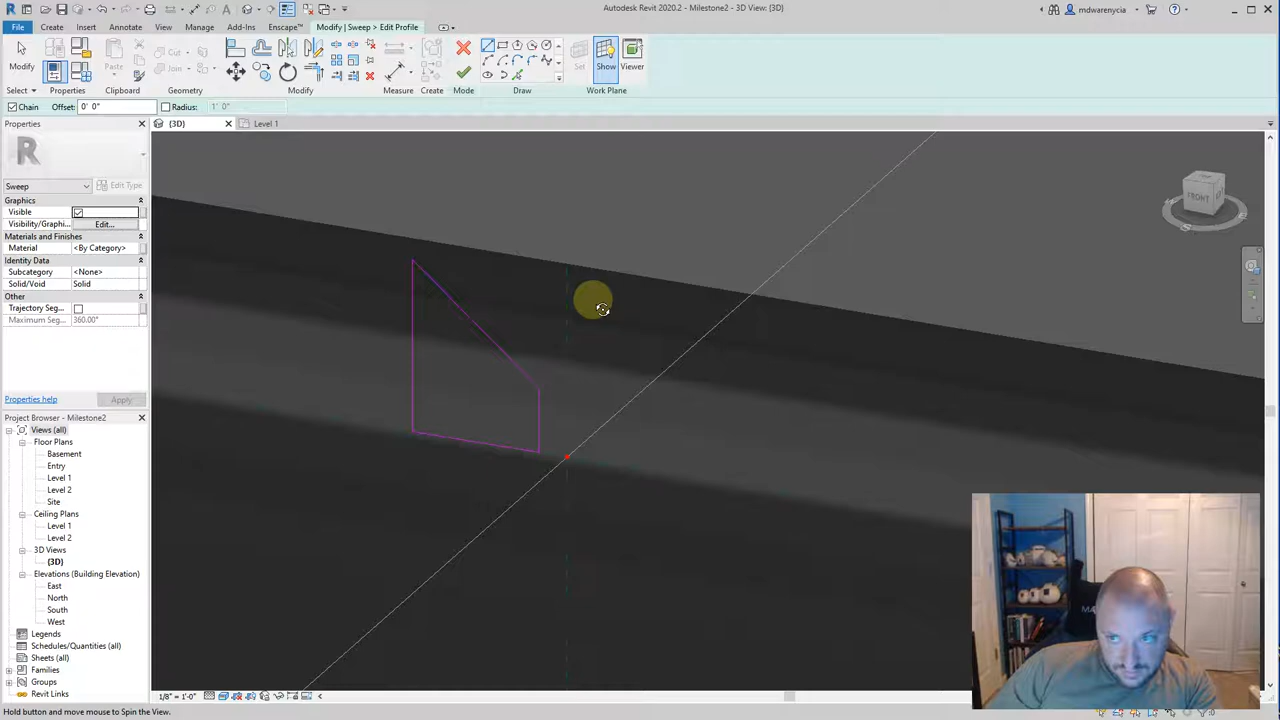 Autodesk Revit 2020.2 - Milestone2 - 3D View: {3D}
mdwarenycia
File Create Insert Annotate View Manage Add-Ins Enscape™ Modify | Sweep > Edit Profile
Modify
Paste
Cut
Join
Set
Show
Viewer
Select Properties Clipboard Geometry Modify Measure Create Mode Draw Work Plane
Chain Offset: 0' 0" Radius: 1' 0"
Properties
{3D}
Level 1
Sweep
Edit Type
Graphics
Visible
Visibility/Graphi... Edit...
Materials and Finishes
Material <By Category>
Identity Data
Subcategory <None>
Solid/Void Solid
Other
Trajectory Seg...
Maximum Seg... 360.00°
Properties help
Apply
Project Browser - Milestone2
Views (all)
Floor Plans
Basement
Entry
Level 1
Level 2
Site
Ceiling Plans
Level 1
Level 2
3D Views
{3D}
Elevations (Building Elevation)
East
North
South
West
Legends
Schedules/Quantities (all)
Sheets (all)
Families
Groups
Revit Links
FRONT
1/8" = 1'-0"
Hold button and move mouse to Spin the View.
:0